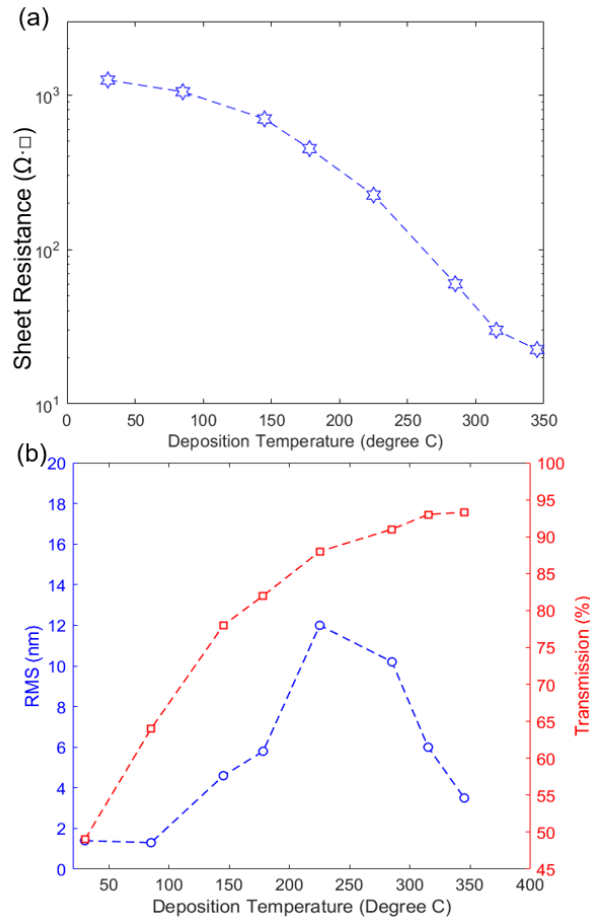 (a)
Sheet Resistance (Ω·□)
10³
10²
10¹
0 50 100 150 200 250 300 350
Deposition Temperature (degree C)
(b)
RMS (nm)
20
18
16
14
12
10
8
6
4
2
0
Transmission (%)
100
95
90
85
80
75
70
65
60
55
50
45
50 100 150 200 250 300 350 400
Deposition Temperature (Degree C)